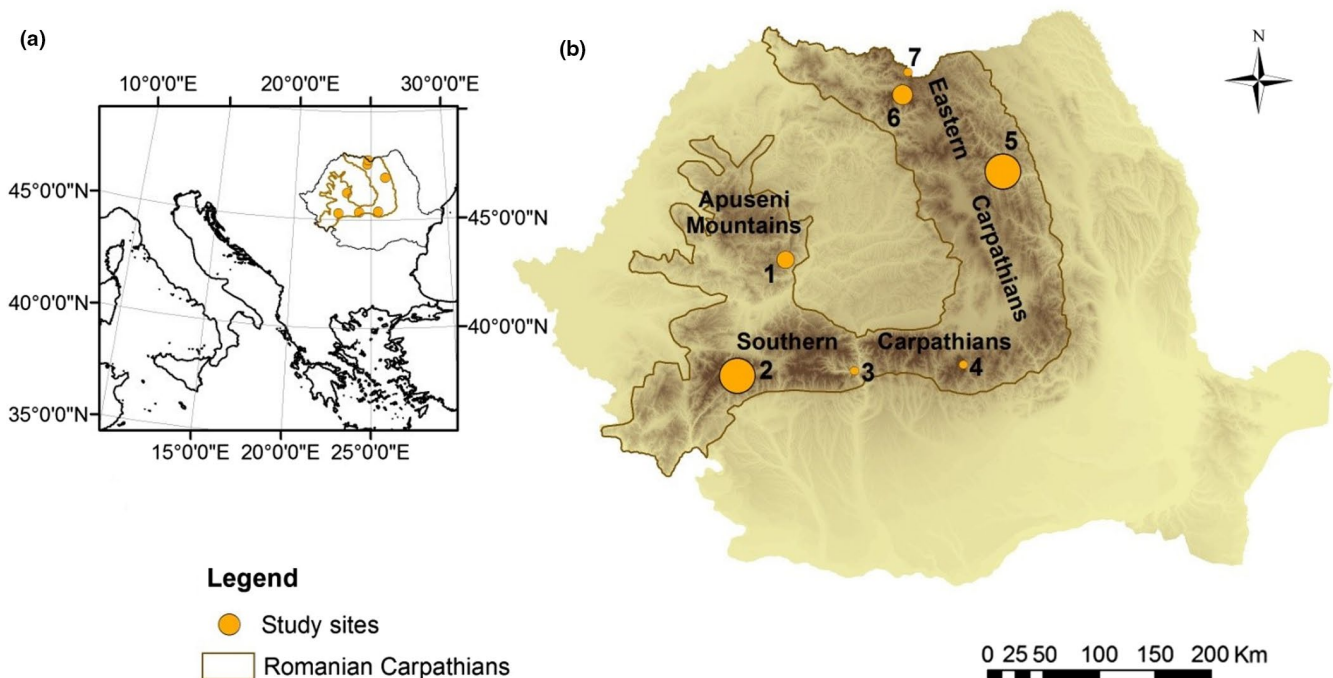 (a)
10°0'0"E 20°0'0"E 30°0'0"E
45°0'0"N
45°0'0"N
40°0'0"N
40°0'0"N
35°0'0"N
15°0'0"E 20°0'0"E 25°0'0"E
Legend
Study sites
Romanian Carpathians
(b)
N
7
6
Eastern
5
Carpathians
Apuseni
Mountains
1
Southern Carpathians
2 3 4
0 25 50 100 150 200 Km